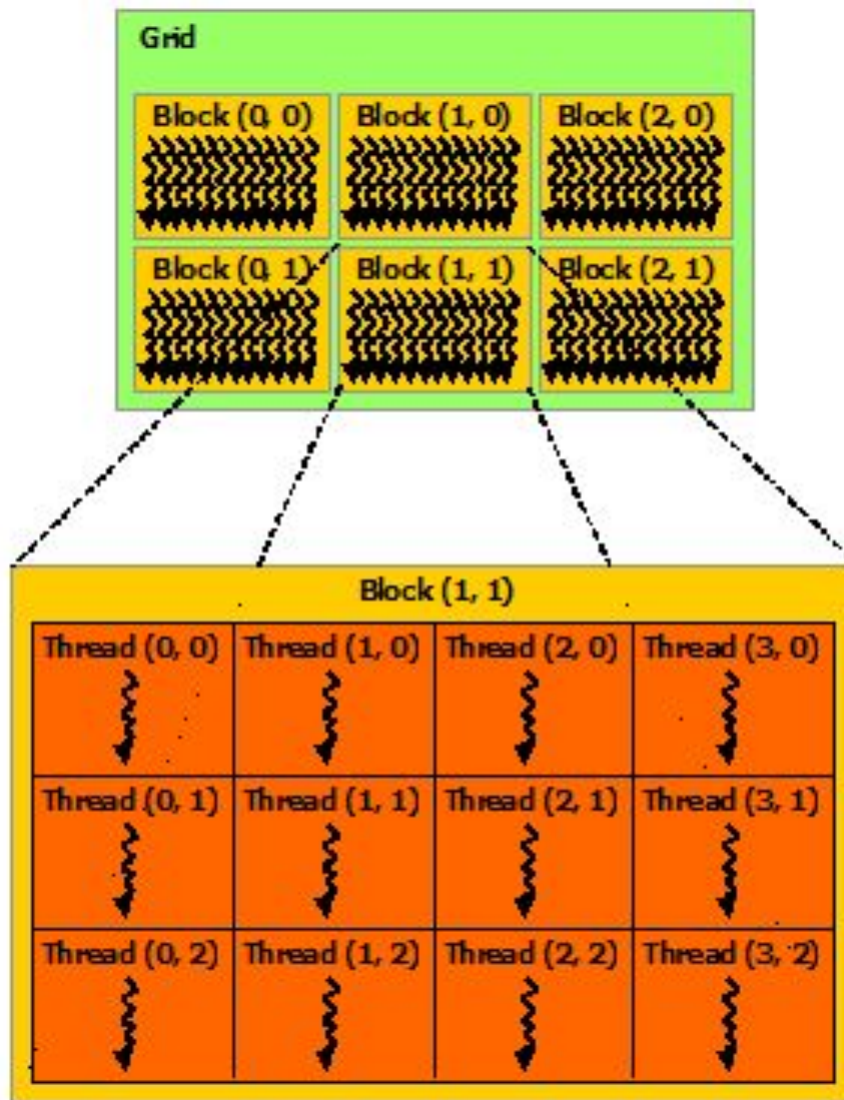 Grid
Block (0, 0) Block (1, 0) Block (2, 0)
Block (0, 1) Block (1, 1) Block (2, 1)
Block (1, 1)
Thread (0, 0) Thread (1, 0) Thread (2, 0) Thread (3, 0)
Thread (0, 1) Thread (1, 1) Thread (2, 1) Thread (3, 1)
Thread (0, 2) Thread (1, 2) Thread (2, 2) Thread (3, 2)